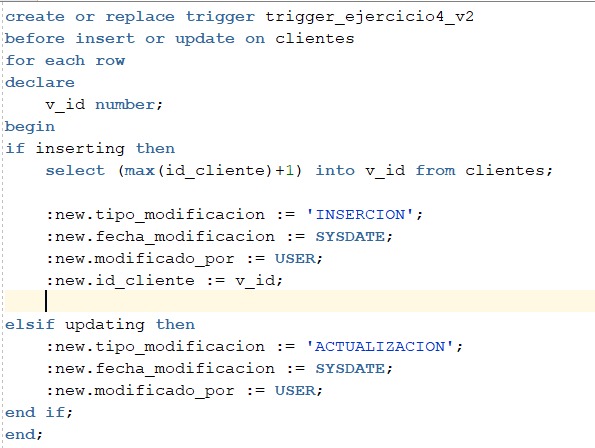 create or replace trigger trigger_ejercicio4_v2
before insert or update on clientes
for each row
declare
    v_id number;
begin
if inserting then
    select (max(id_cliente)+1) into v_id from clientes;

    :new.tipo_modificacion := 'INSERCION';
    :new.fecha_modificacion := SYSDATE;
    :new.modificado_por := USER;
    :new.id_cliente := v_id;

elsif updating then
    :new.tipo_modificacion := 'ACTUALIZACION';
    :new.fecha_modificacion := SYSDATE;
    :new.modificado_por := USER;
end if;
end;